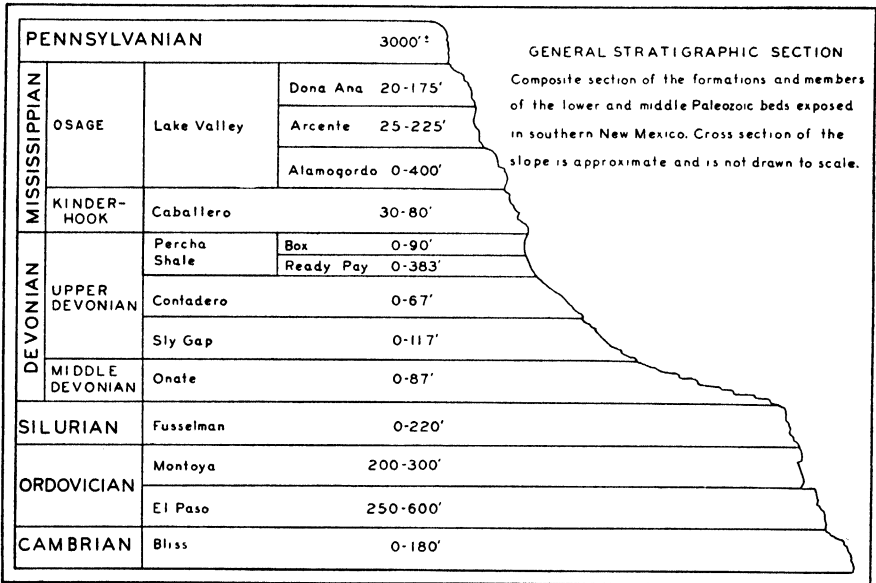 PENNSYLVANIAN 3000'±
GENERAL STRATIGRAPHIC SECTION
Composite section of the formations and members
of the lower and middle Paleozoic beds exposed
in southern New Mexico. Cross section of the
slope is approximate and is not drawn to scale.
MISSISSIPPIAN
OSAGE
Lake Valley
Dona Ana 20-175'
Arcente 25-225'
Alamogordo 0-400'
KINDER-
HOOK
Caballero 30-80'
DEVONIAN
UPPER
DEVONIAN
Percha
Shale
Box 0-90'
Ready Pay 0-383'
Contadero 0-67'
Sly Gap 0-117'
MIDDLE
DEVONIAN
Onate 0-87'
SILURIAN Fusselman 0-220'
ORDOVICIAN
Montoya 200-300'
El Paso 250-600'
CAMBRIAN Bliss 0-180'